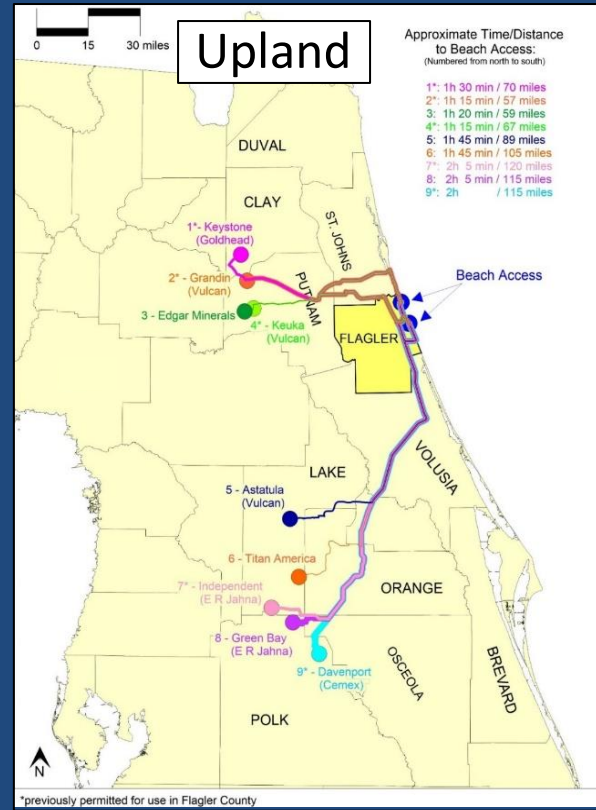 0 15 30 miles
Upland
Approximate Time/Distance
to Beach Access:
(Numbered from north to south)
1*: 1h 30 min / 70 miles
2*: 1h 15 min / 57 miles
3: 1h 20 min / 59 miles
4*: 1h 15 min / 67 miles
5: 1h 45 min / 89 miles
6: 1h 45 min / 105 miles
7*: 2h 5 min / 120 miles
8: 2h 5 min / 115 miles
9*: 2h / 115 miles
DUVAL
CLAY
ST. JOHNS
1*- Keystone
(Goldhead)
2* - Grandin
(Vulcan)
PUTNAM
Beach Access
3 - Edgar Minerals
4* - Keuka
(Vulcan)
FLAGLER
VOLUSIA
LAKE
5 - Astatula
(Vulcan)
6 - Titan America
7* - Independent
(E R Jahna)
ORANGE
8 - Green Bay
(E R Jahna)
9* - Davenport
(Cemex)
OSCEOLA
BREVARD
POLK
N
*previously permitted for use in Flagler County